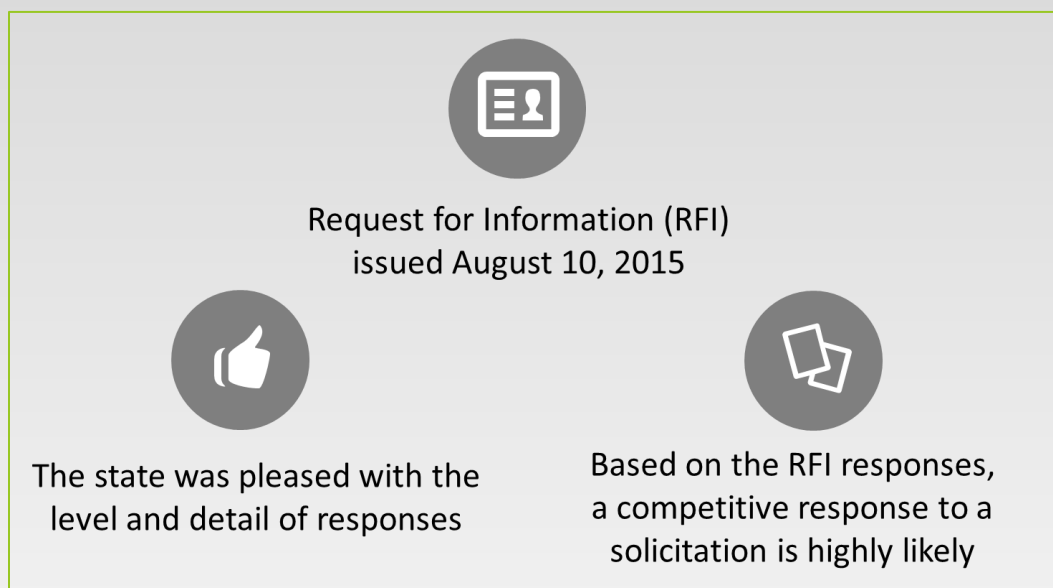 Request for Information (RFI)
issued August 10, 2015
The state was pleased with the
level and detail of responses
Based on the RFI responses,
a competitive response to a
solicitation is highly likely